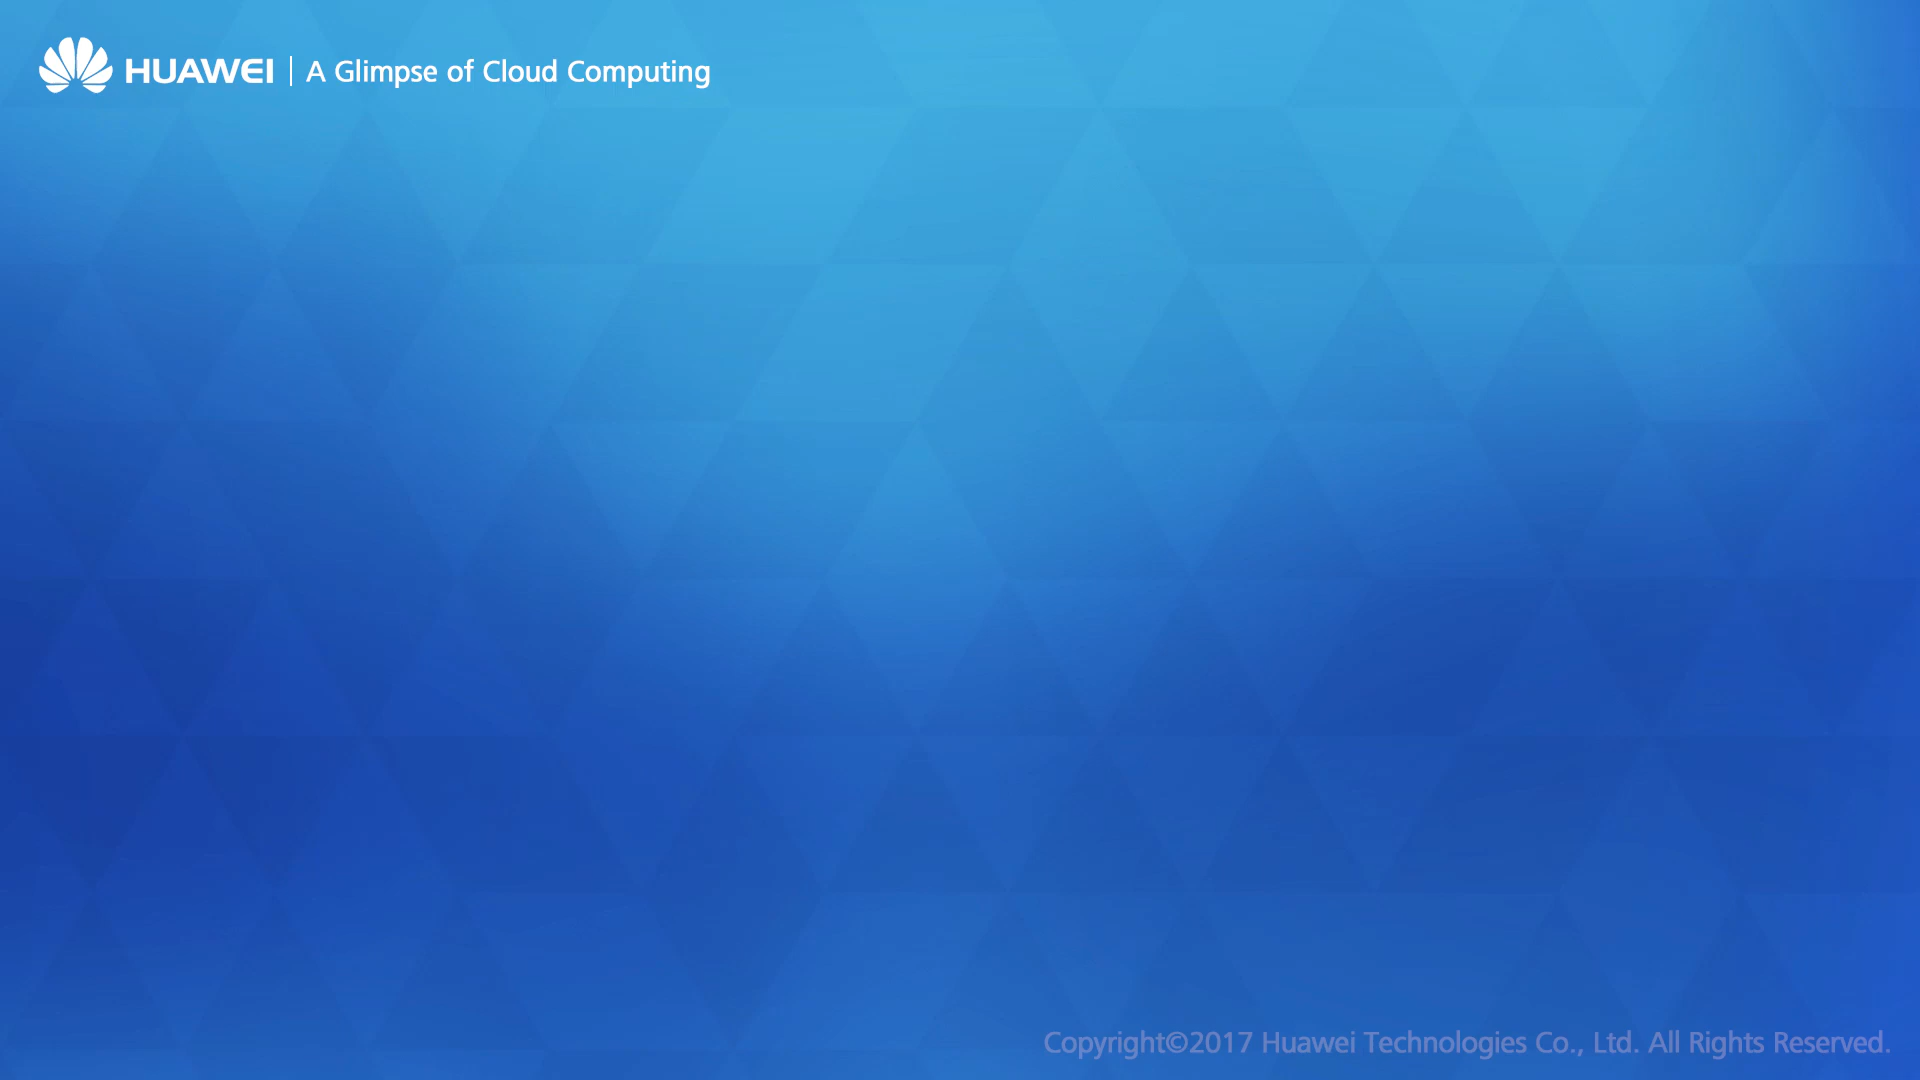 HUAWEI | A Glimpse of Cloud Computing
Copyright©2017 Huawei Technologies Co., Ltd. All Rights Reserved.